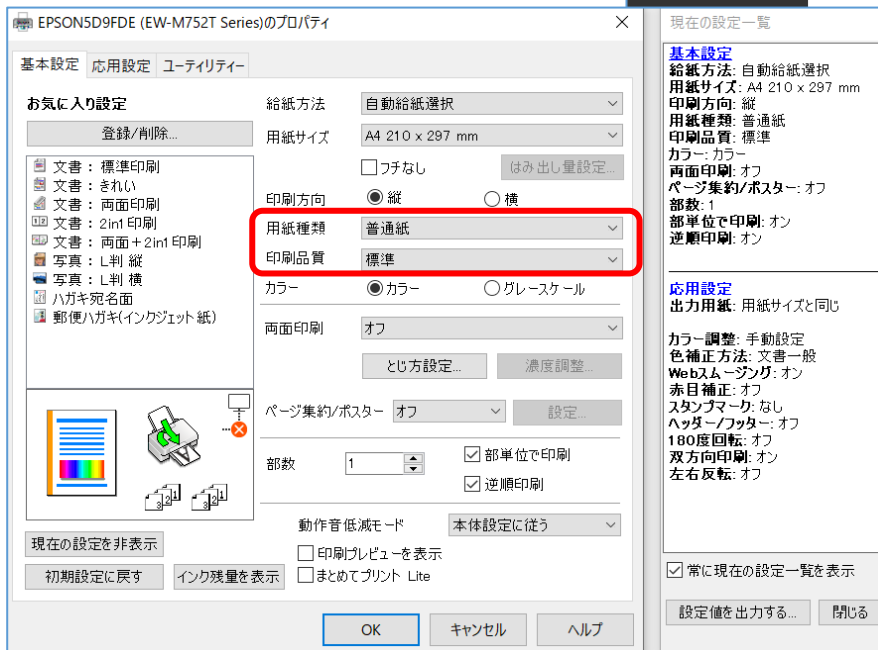 EPSON5D9FDE (EW-M752T Series)のプロパティ
基本設定 応用設定 ユーティリティー
お気に入り設定
登録/削除...
文書：標準印刷
文書：きれい
文書：両面印刷
文書：2in1 印刷
文書：両面+2in1 印刷
写真：L判 縦
写真：L判 横
ハガキ宛名面
郵便ハガキ(インクジェット紙)
現在の設定を非表示
初期設定に戻す インク残量を表示
給紙方法 自動給紙選択
用紙サイズ A4 210 x 297 mm
フチなし はみ出し量設定...
印刷方向 縦 横
用紙種類 普通紙
印刷品質 標準
カラー カラー グレースケール
両面印刷 オフ
とじ方設定... 濃度調整...
ページ集約/ポスター オフ 設定...
部数 1 部単位で印刷
逆順印刷
動作音低減モード 本体設定に従う
印刷プレビューを表示
まとめてプリント Lite
OK キャンセル ヘルプ
現在の設定一覧
基本設定
給紙方法: 自動給紙選択
用紙サイズ: A4 210 x 297 mm
印刷方向: 縦
用紙種類: 普通紙
印刷品質: 標準
カラー: カラー
両面印刷: オフ
ページ集約/ポスター: オフ
部数: 1
部単位で印刷: オン
逆順印刷: オン
応用設定
出力用紙: 用紙サイズと同じ
カラー調整: 手動設定
色補正方法: 文書一般
Webスムージング: オン
赤目補正: オフ
スタンプマーク: なし
ヘッダー/フッター: オフ
180度回転: オフ
双方向印刷: オン
左右反転: オフ
常に現在の設定一覧を表示
設定値を出力する... 閉じる